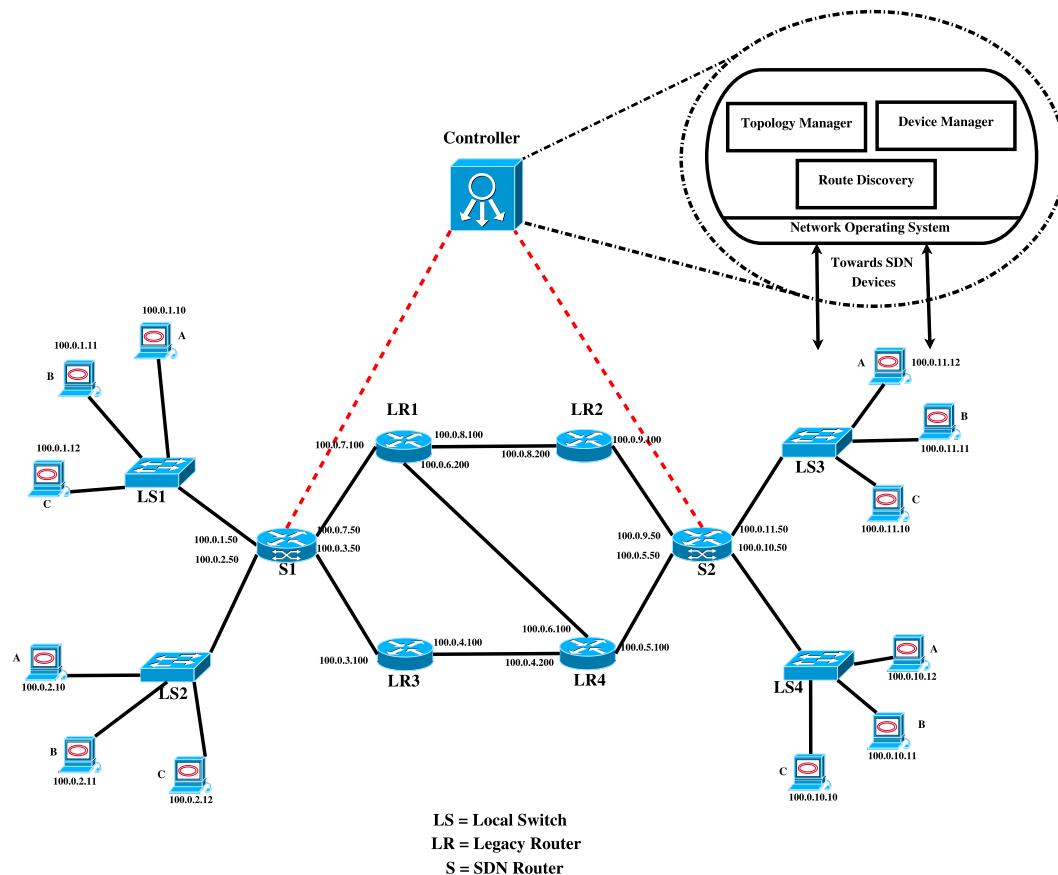 Topology Manager
Device Manager
Route Discovery
Network Operating System
Towards SDN
Devices
Controller
100.0.1.10
A
100.0.1.11
B
100.0.1.12
C
LS1
100.0.1.50
100.0.2.50
S1
100.0.7.50
100.0.3.50
LR1
100.0.7.100
100.0.8.100
100.0.6.200
LR2
100.0.9.100
100.0.8.200
100.0.9.50
100.0.5.50
S2
100.0.11.50
100.0.10.50
A
100.0.11.12
B
100.0.11.11
C
100.0.11.10
LS3
A
100.0.2.10
LS2
B
100.0.2.11
C
100.0.2.12
100.0.3.100
100.0.4.100
LR3
100.0.6.100
100.0.4.200
100.0.5.100
LR4
LS4
A
100.0.10.12
B
100.0.10.11
C
100.0.10.10
LS = Local Switch
LR = Legacy Router
S = SDN Router